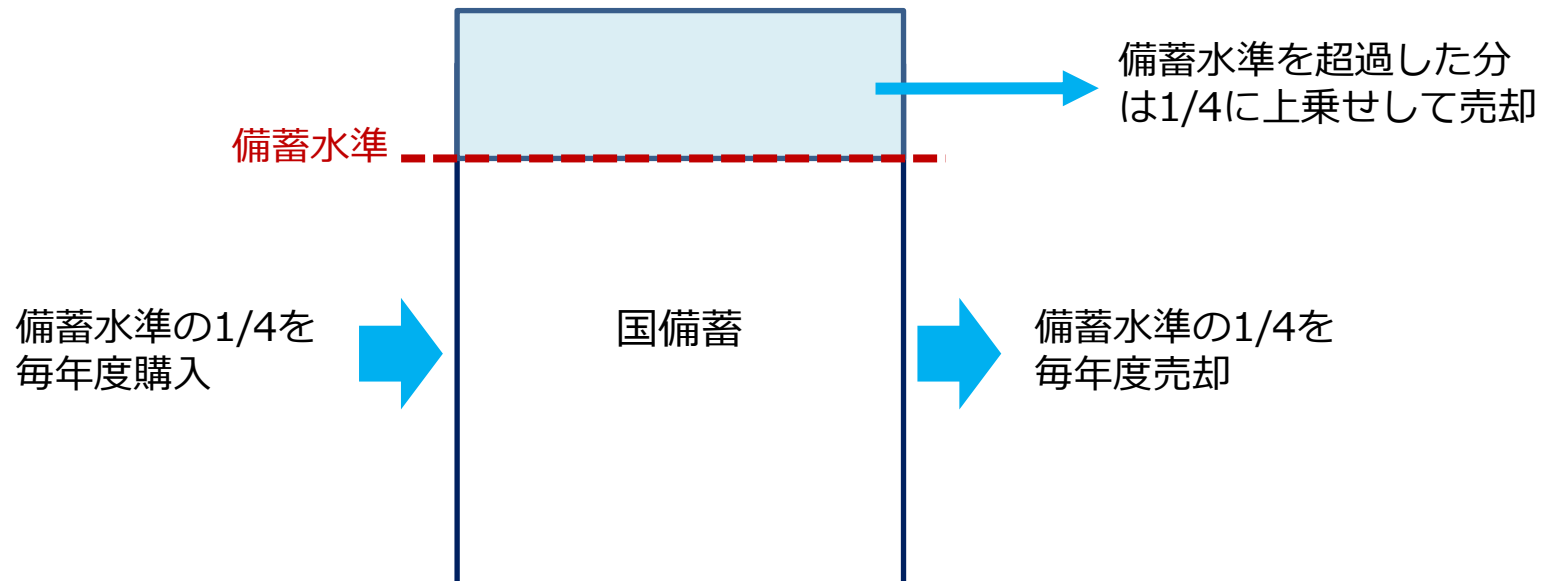 備蓄水準を超過した分
は1/4に上乗せして売却
備蓄水準
備蓄水準の1/4を
毎年度購入
国備蓄
備蓄水準の1/4を
毎年度売却